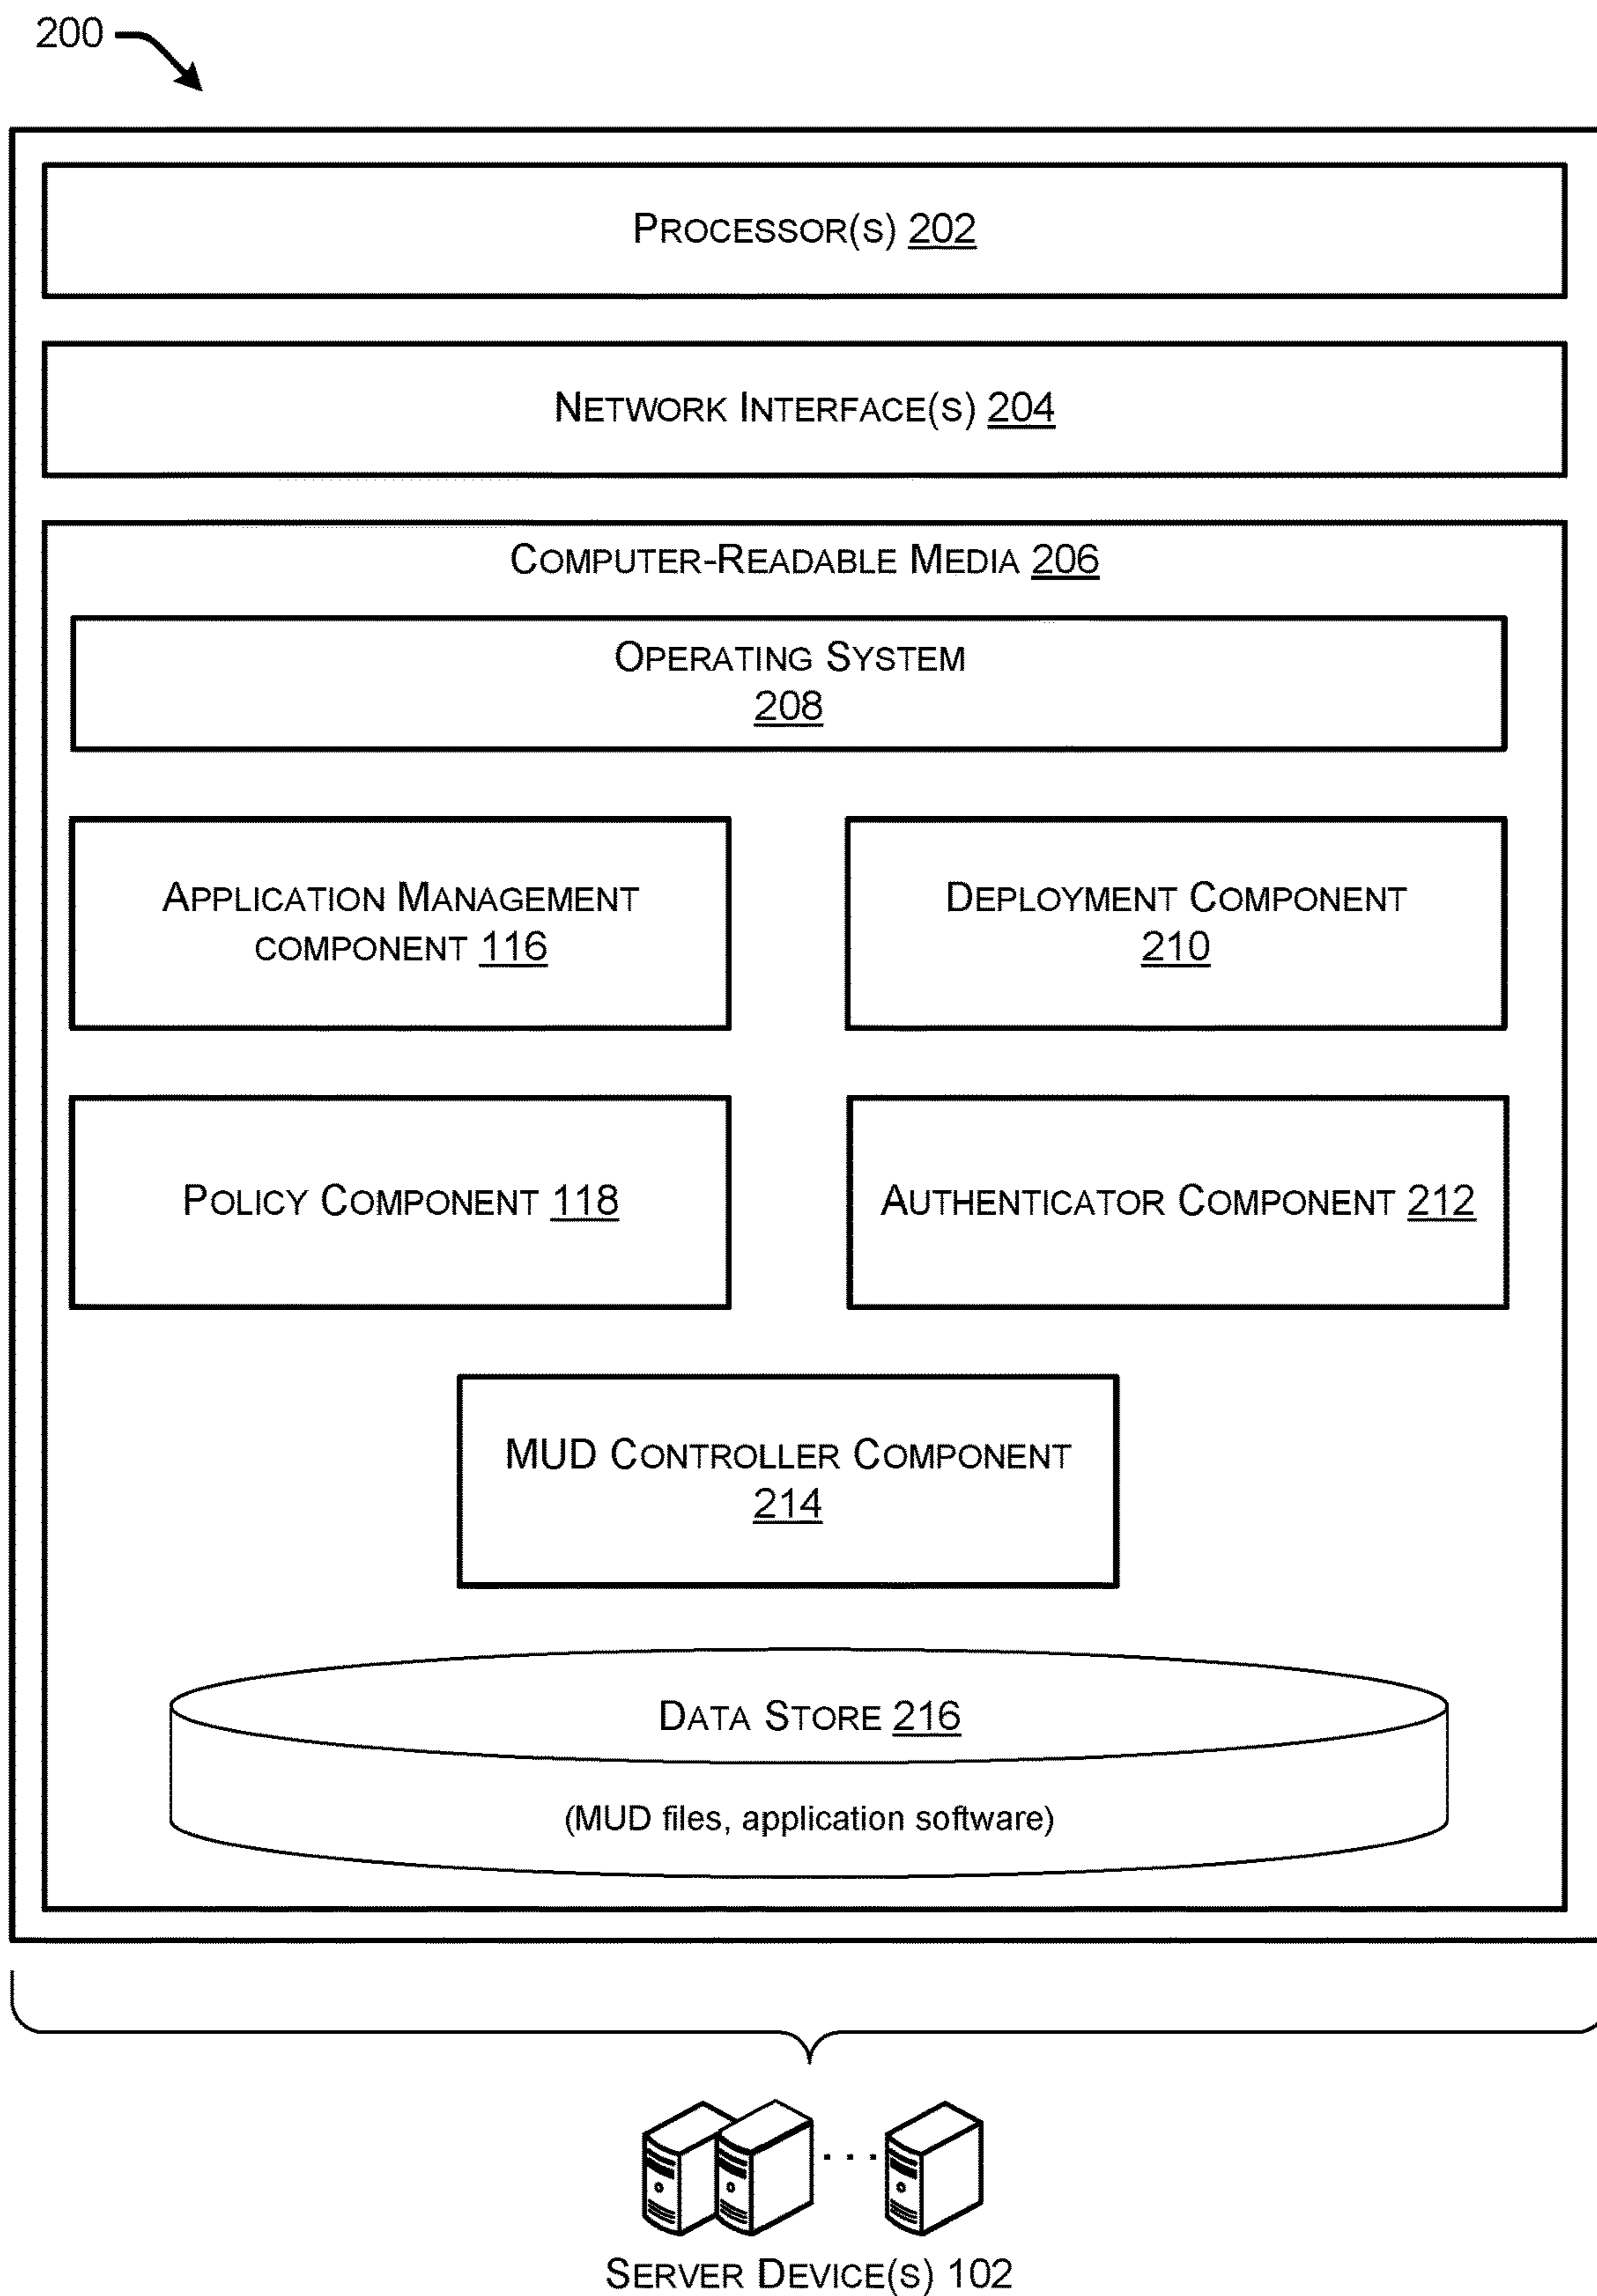 200
PROCESSOR(S) 202
NETWORK INTERFACE(S) 204
COMPUTER-READABLE MEDIA 206
OPERATING SYSTEM
208
APPLICATION MANAGEMENT
COMPONENT 116
DEPLOYMENT COMPONENT
210
POLICY COMPONENT 118
AUTHENTICATOR COMPONENT 212
MUD CONTROLLER COMPONENT
214
DATA STORE 216
(MUD files, application software)
SERVER DEVICE(S) 102